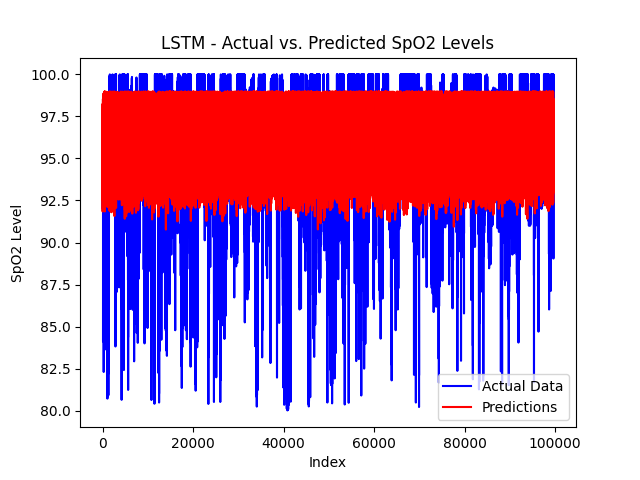 LSTM - Actual vs. Predicted SpO2 Levels
100.0
97.5
95.0
92.5
90.0
87.5
85.0
82.5
80.0
SpO2 Level
Actual Data
Predictions
0 20000 40000 60000 80000 100000
Index